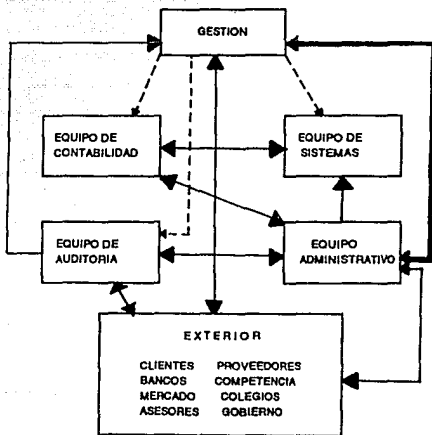 GESTION
EQUIPO DE
CONTABILIDAD
EQUIPO DE
SISTEMAS
EQUIPO DE
AUDITORIA
EQUIPO
ADMINISTRATIVO
EXTERIOR
CLIENTES PROVEEDORES
BANCOS COMPETENCIA
MERCADO COLEGIOS
ASESORES GOBIERNO